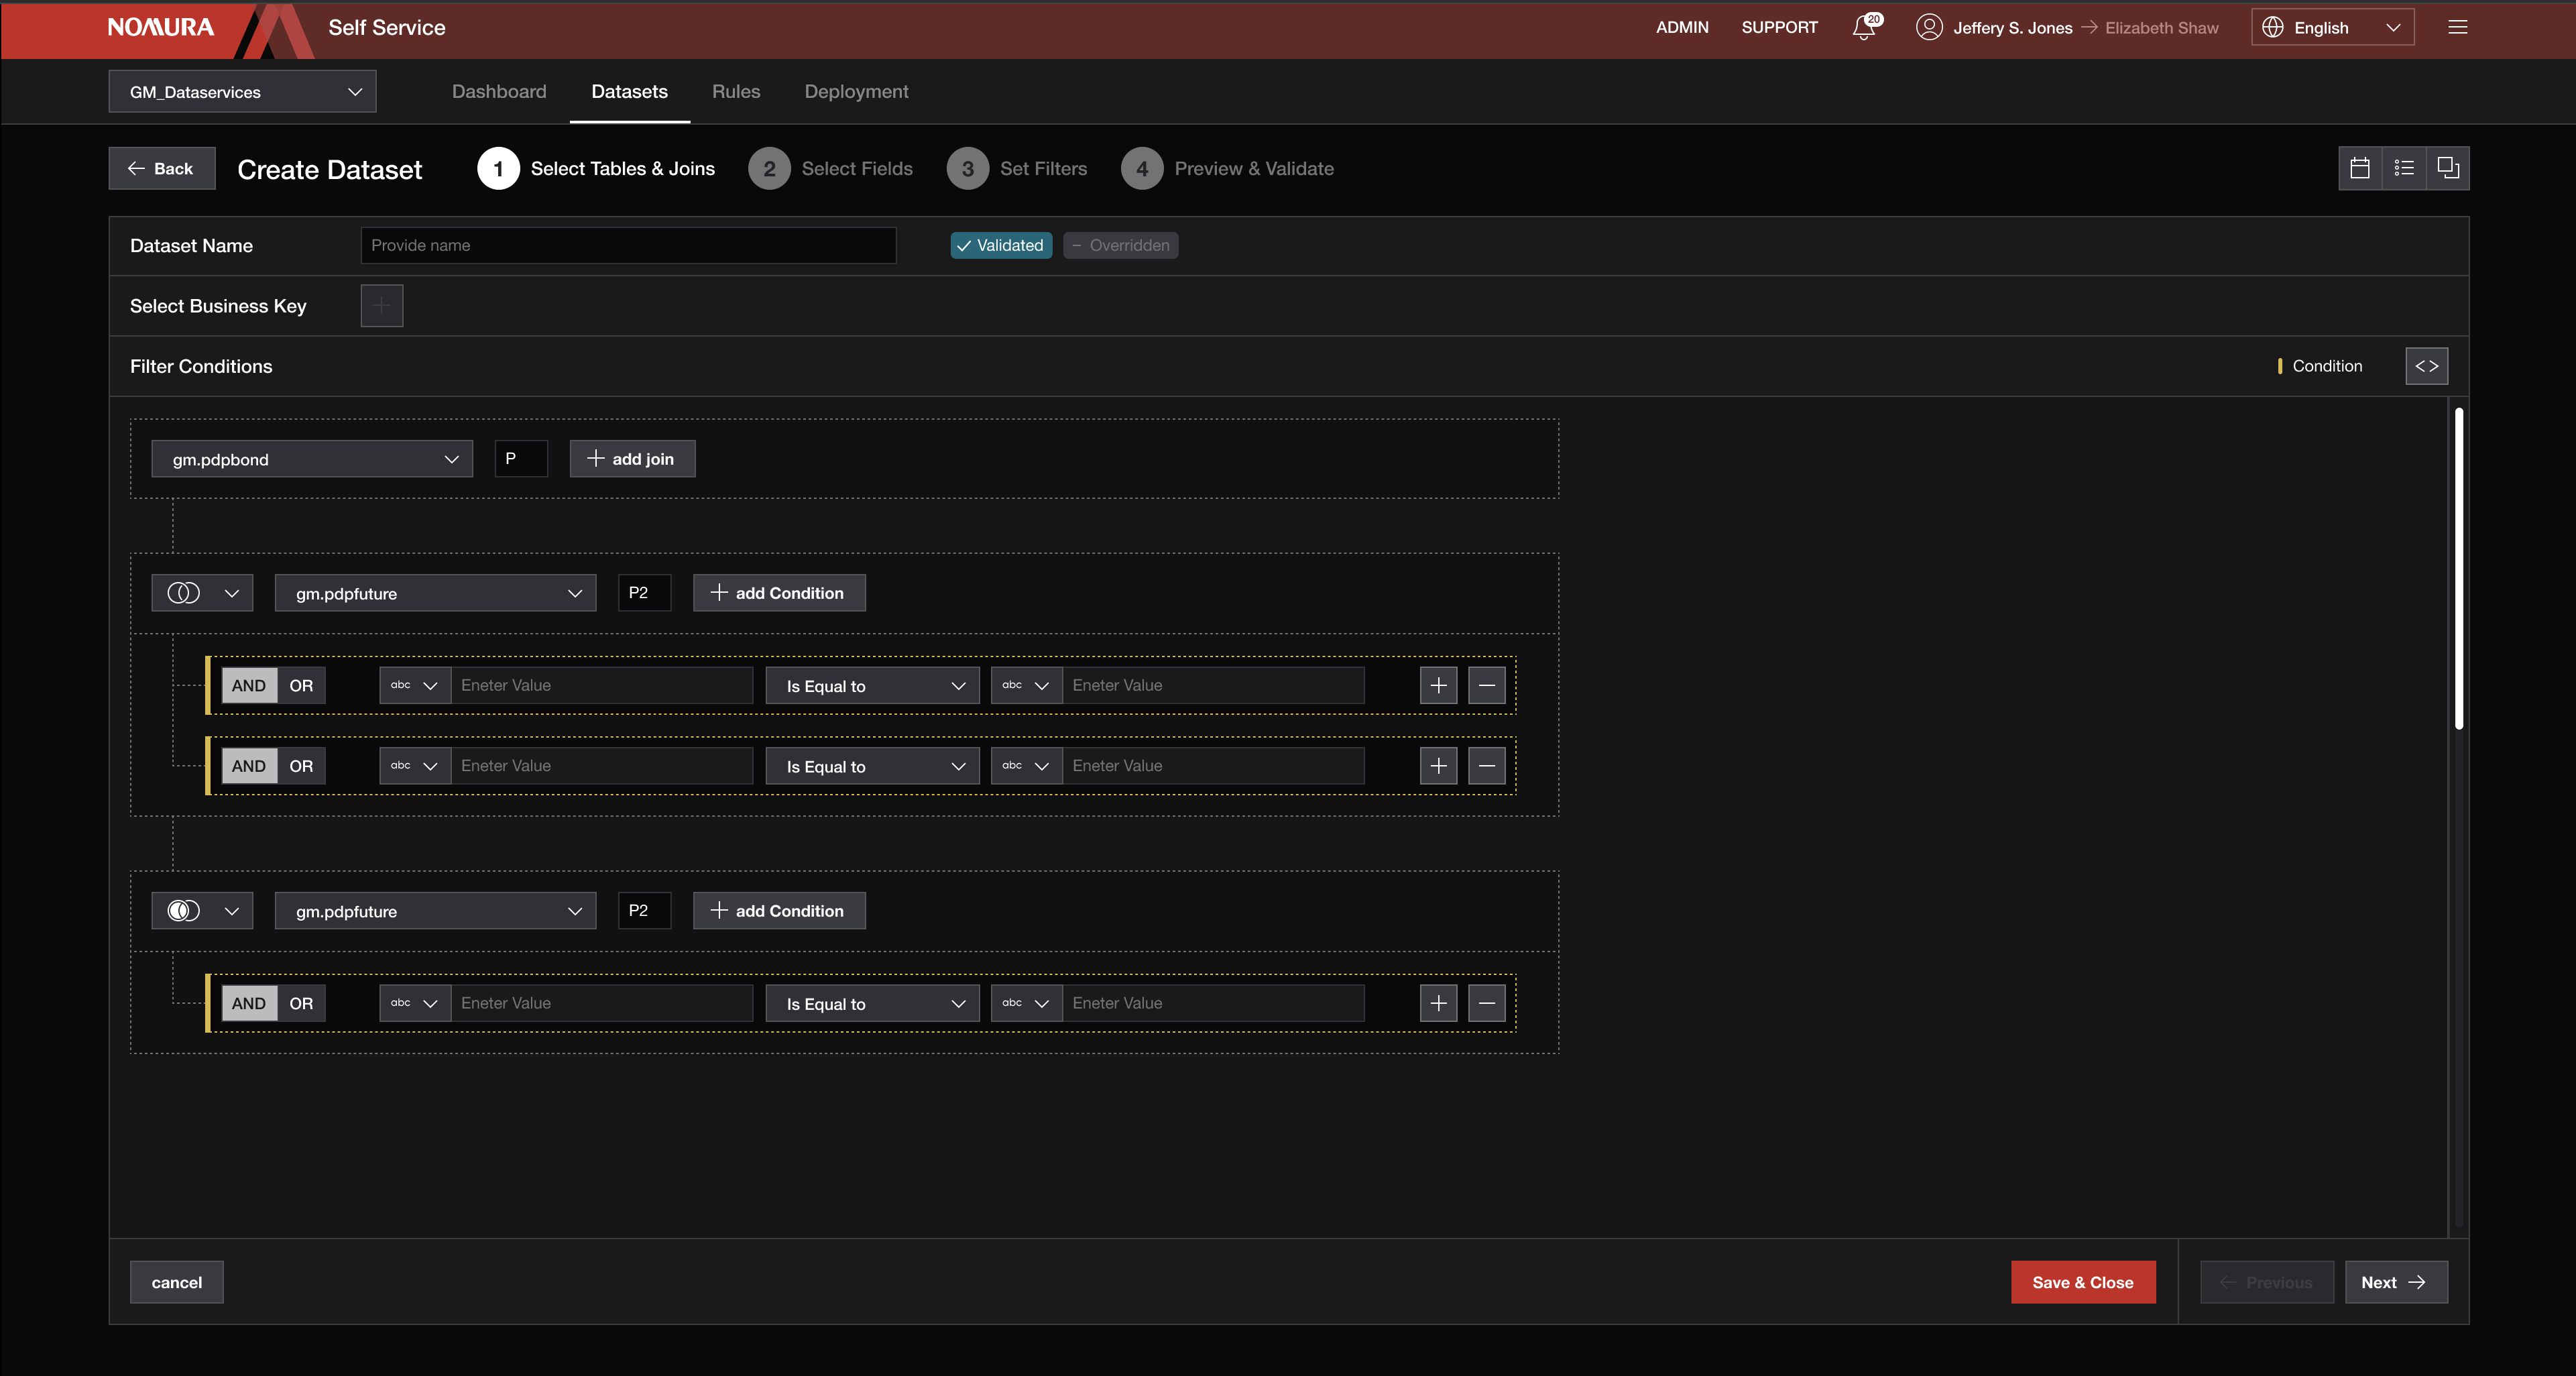 NOMURA Self Service ADMIN SUPPORT 20 Jeffery S. Jones Elizabeth Shaw English
GM_Dataservices Dashboard Datasets Rules Deployment
Back Create Dataset 1 Select Tables & Joins 2 Select Fields 3 Set Filters 4 Preview & Validate
Dataset Name Provide name Validated Overridden
Select Business Key
Filter Conditions Condition <>
gm.pdpbond P add join
gm.pdpfuture P2 add Condition
AND OR abc Eneter Value Is Equal to abc Eneter Value
AND OR abc Eneter Value Is Equal to abc Eneter Value
gm.pdpfuture P2 add Condition
AND OR abc Eneter Value Is Equal to abc Eneter Value
cancel Save & Close Previous Next